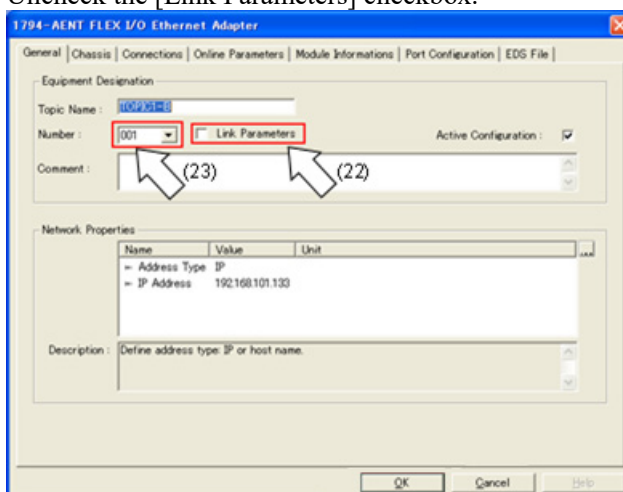 Uncheck the [Link Parameters] checkbox.
1794-AENT FLEX I/O Ethernet Adapter
General | Chassis | Connections | Online Parameters | Module Informations | Port Configuration | EDS File |
Equipment Designation
Topic Name :
Number : 001 Link Parameters Active Configuration :
(23) (22)
Comment :
Network Properties
Name Value Unit
Address Type IP
IP Address 192.168.101.133
...
Description : Define address type: IP or host name.
OK Cancel Help